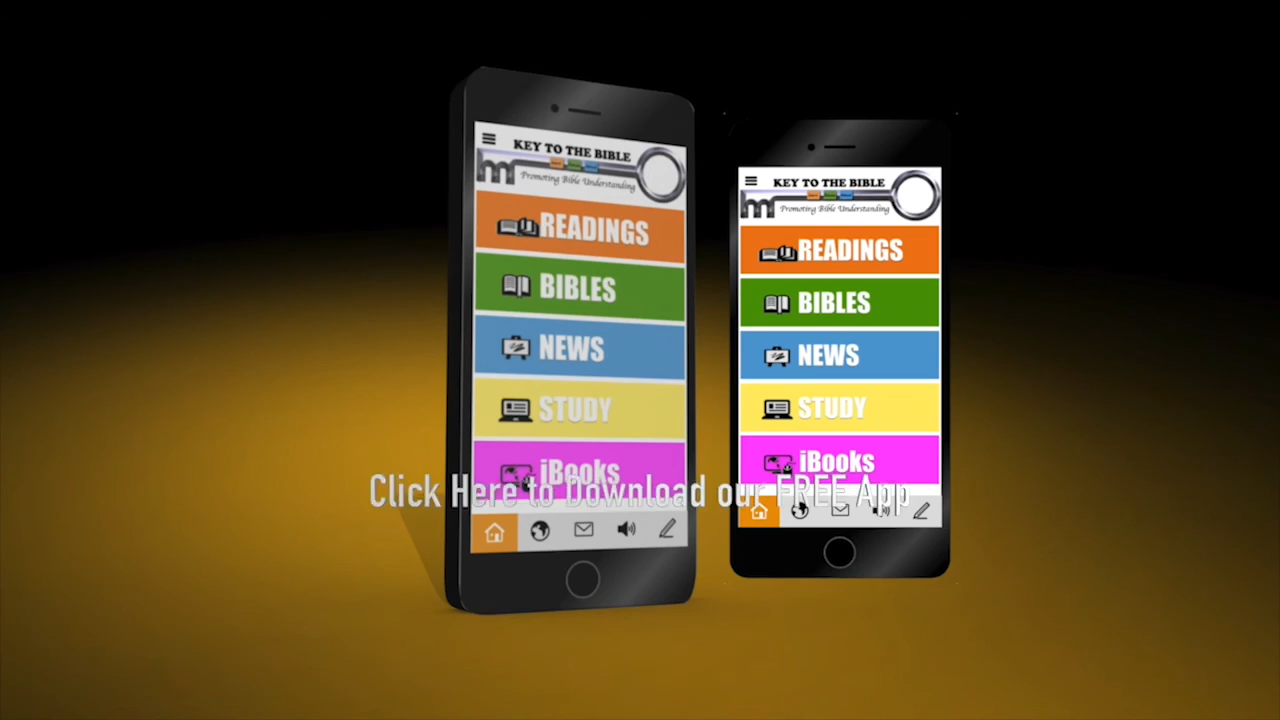 KEY TO THE BIBLE
Promoting Bible Understanding
READINGS
BIBLES
NEWS
STUDY
iBooks
KEY TO THE BIBLE
Promoting Bible Understanding
READINGS
BIBLES
NEWS
STUDY
iBooks
Click Here to Download our FREE App